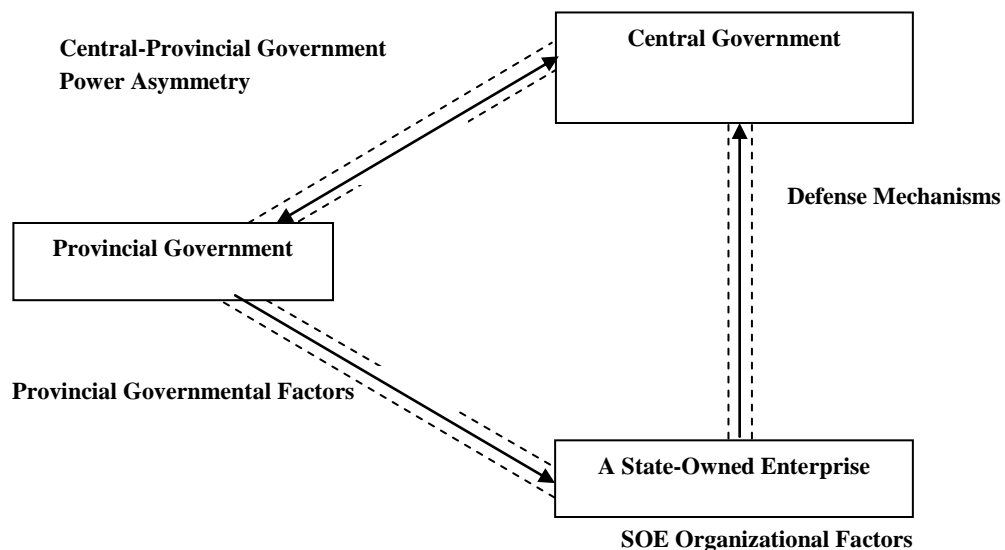 Central-Provincial Government
Power Asymmetry
Central Government
Defense Mechanisms
Provincial Government
Provincial Governmental Factors
A State-Owned Enterprise
SOE Organizational Factors